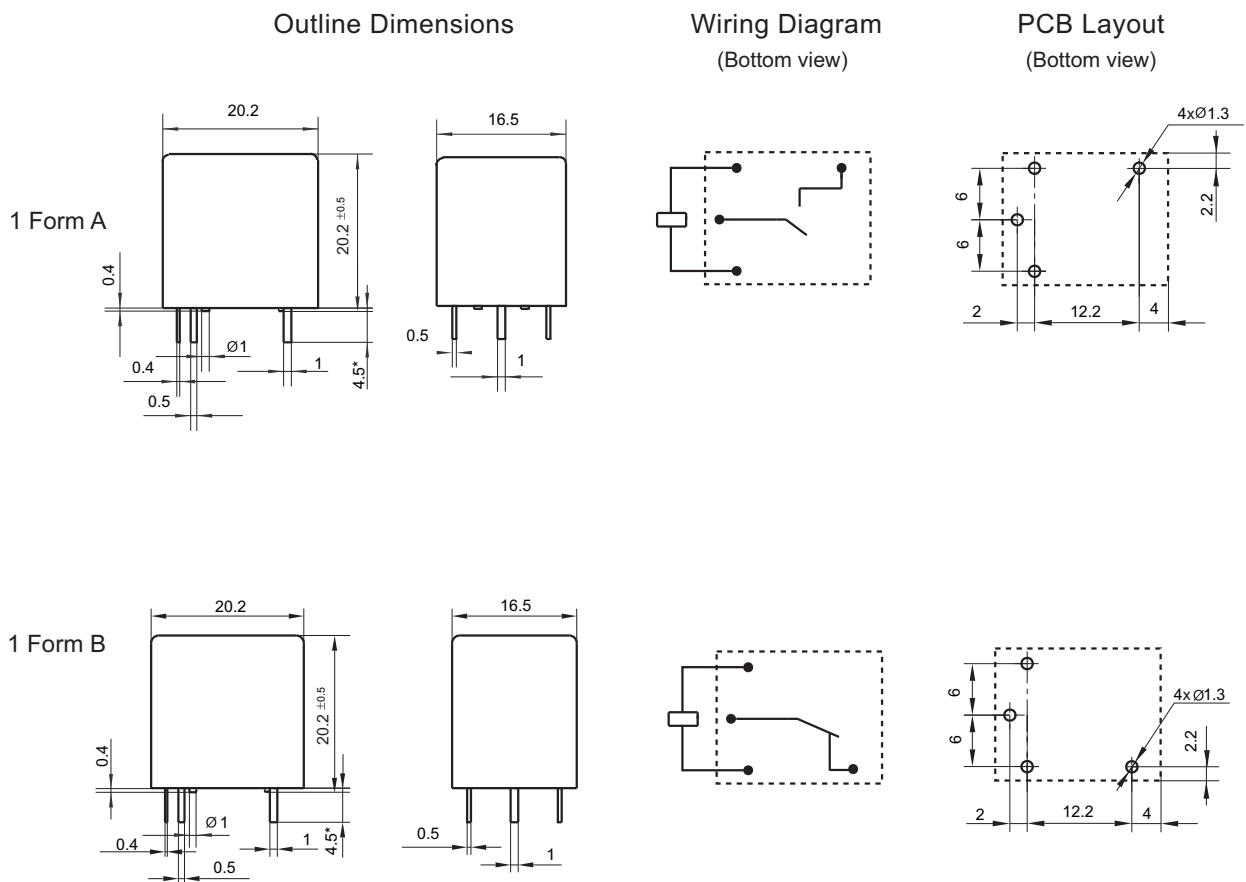 Outline Dimensions
Wiring Diagram
(Bottom view)
PCB Layout
(Bottom view)
1 Form A
20.2
20.2 ±0.5
0.4
0.4
0.5
Ø1
1
4.5*
16.5
0.5
1
4xØ1.3
6
6
2.2
2
12.2
4
1 Form B
20.2
20.2 ±0.5
0.4
0.4
0.5
Ø1
1
4.5*
16.5
0.5
1
4xØ1.3
6
6
2.2
2
12.2
4